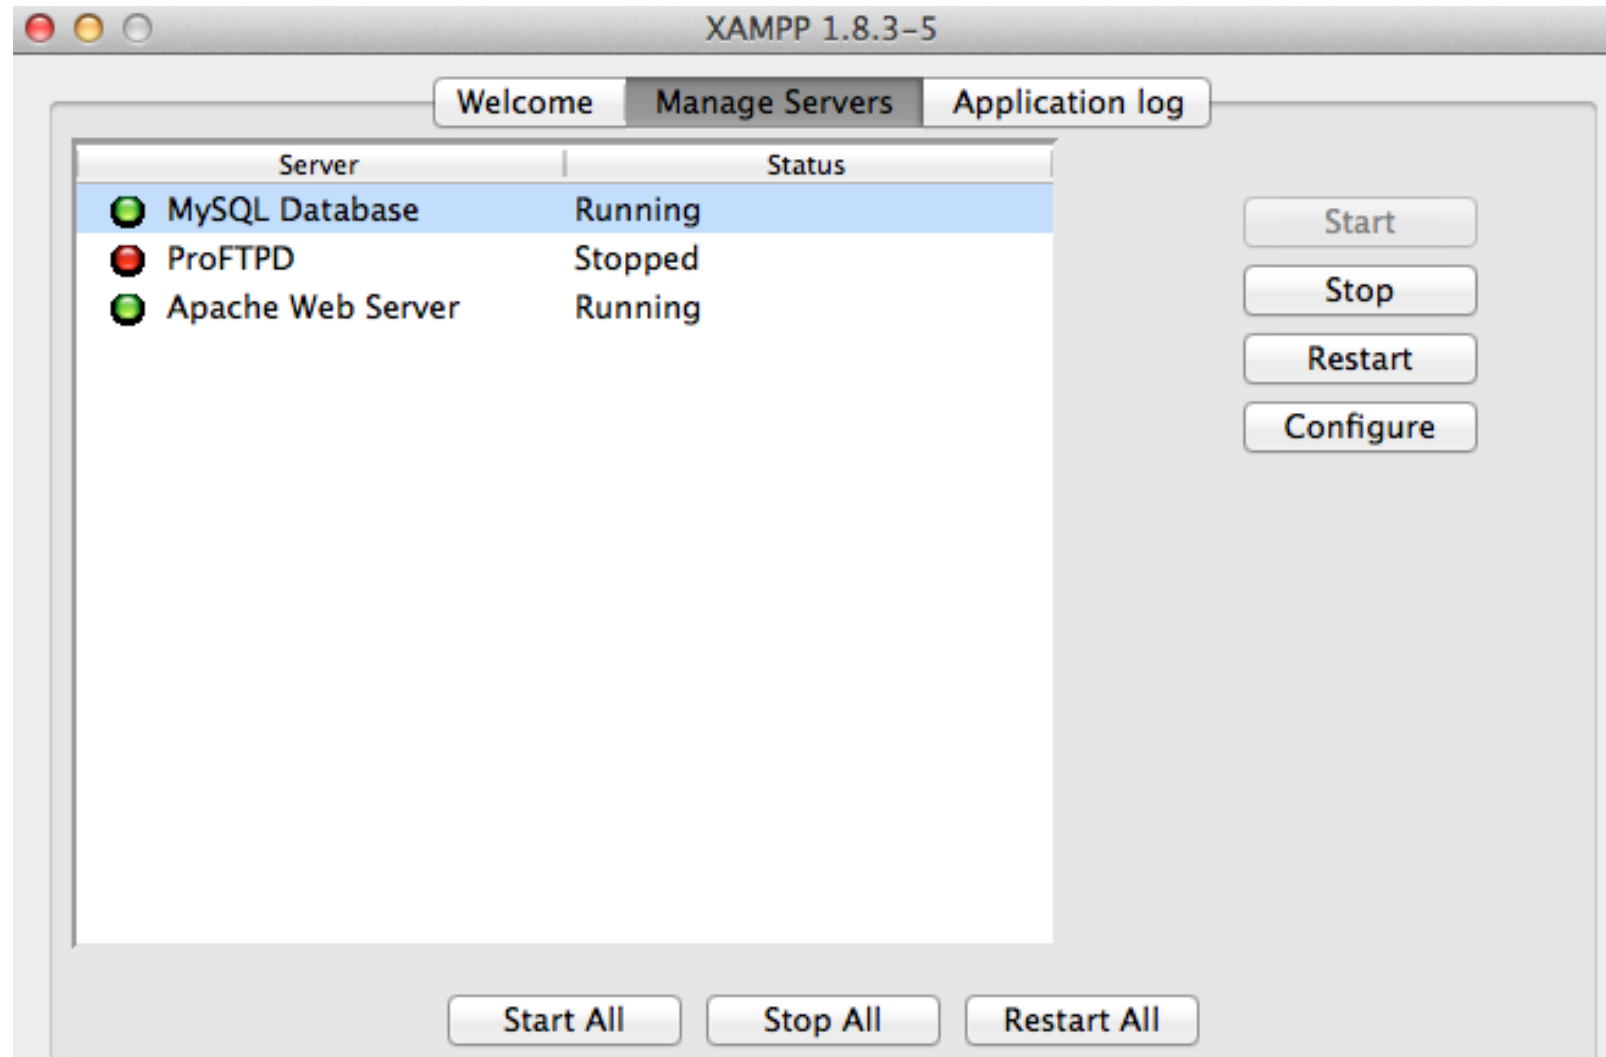 XAMPP 1.8.3-5
Welcome Manage Servers Application log
Server Status
MySQL Database Running
ProFTPD Stopped
Apache Web Server Running
Start
Stop
Restart
Configure
Start All Stop All Restart All